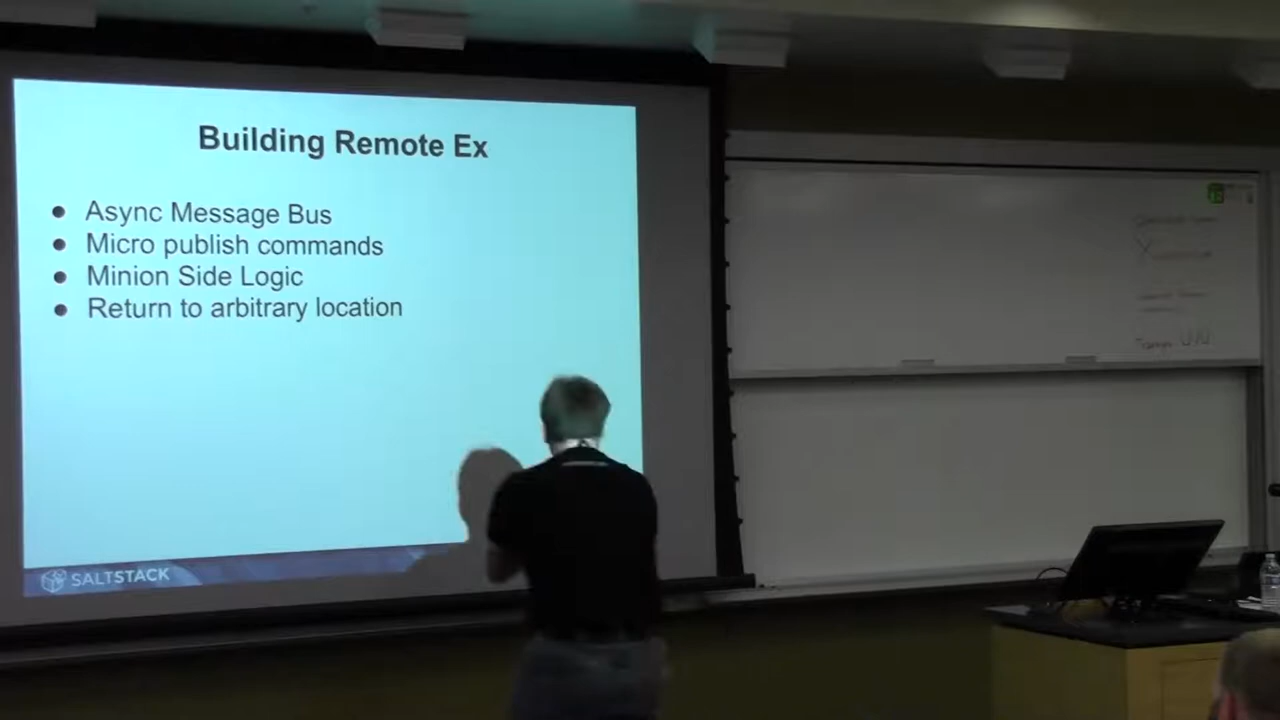 Building Remote Ex
• Async Message Bus
• Micro publish commands
• Minion Side Logic
• Return to arbitrary location
SALTSTACK